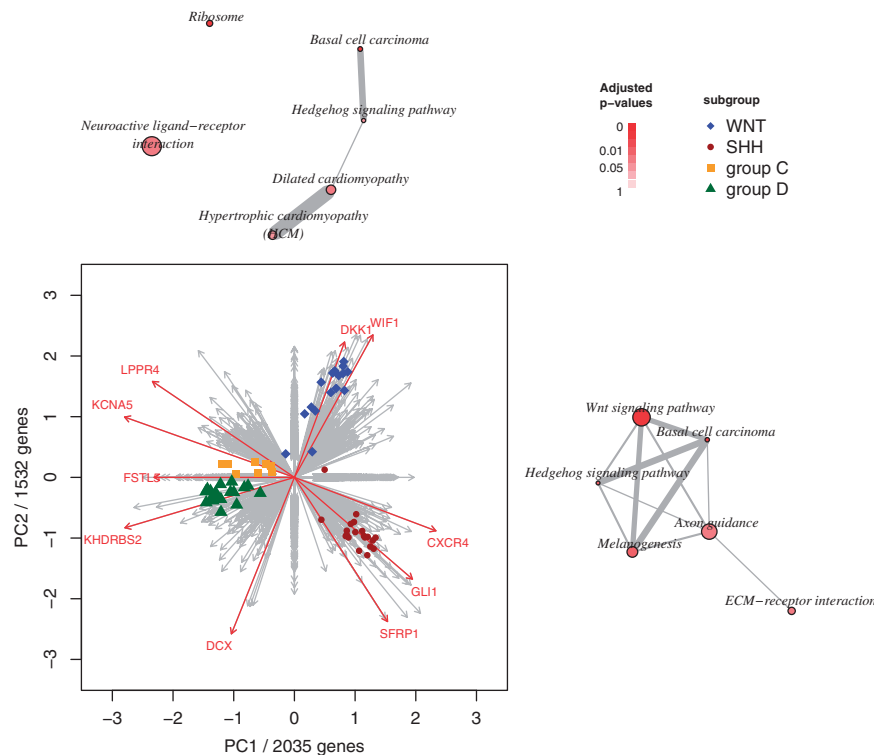 Ribosome
Basal cell carcinoma
Hedgehog signaling pathway
Neuroactive ligand−receptor
interaction
Dilated cardiomyopathy
Hypertrophic cardiomyopathy
(HCM)
Adjusted
p-values
0
0.01
0.05
1
subgroup
WNT
SHH
group C
group D
PC2 / 1532 genes
3
2
1
0
−1
−2
−3
DKK1
WIF1
LPPR4
KCNA5
FSTL5
KHDRBS2
DCX
CXCR4
GLI1
SFRP1
−3
−2
−1
0
1
2
3
PC1 / 2035 genes
Wnt signaling pathway
Basal cell carcinoma
Hedgehog signaling pathway
Axon guidance
Melanogenesis
ECM−receptor interaction